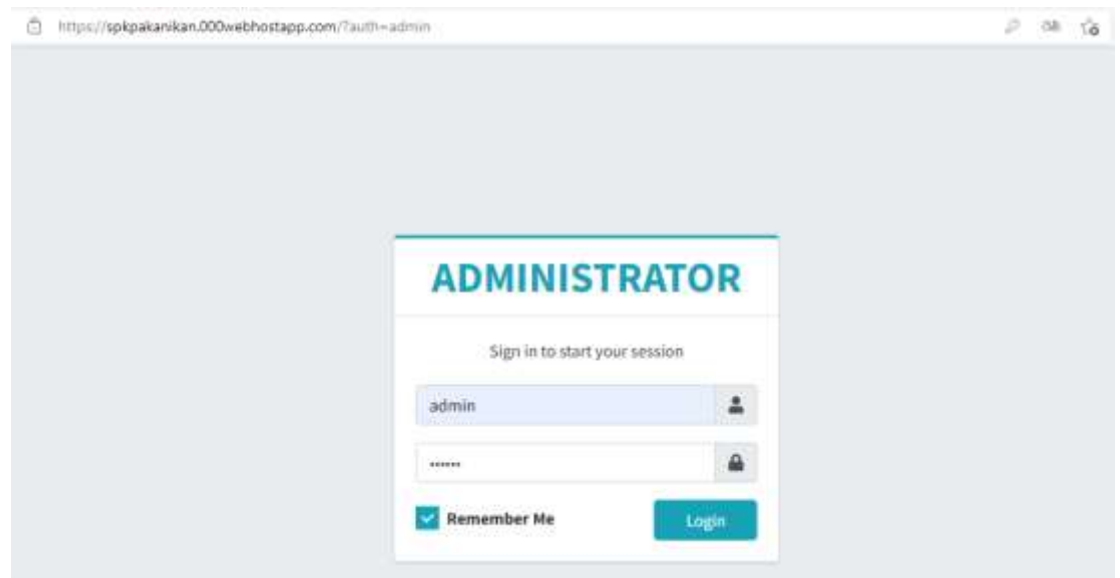 https://spkpakanikan.000webhostapp.com/?auth=admin
ADMINISTRATOR
Sign in to start your session
admin
••••••
Remember Me
Login